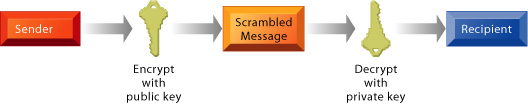 Sender
Encrypt
with
public key
Scrambled
Message
Decrypt
with
private key
Recipient